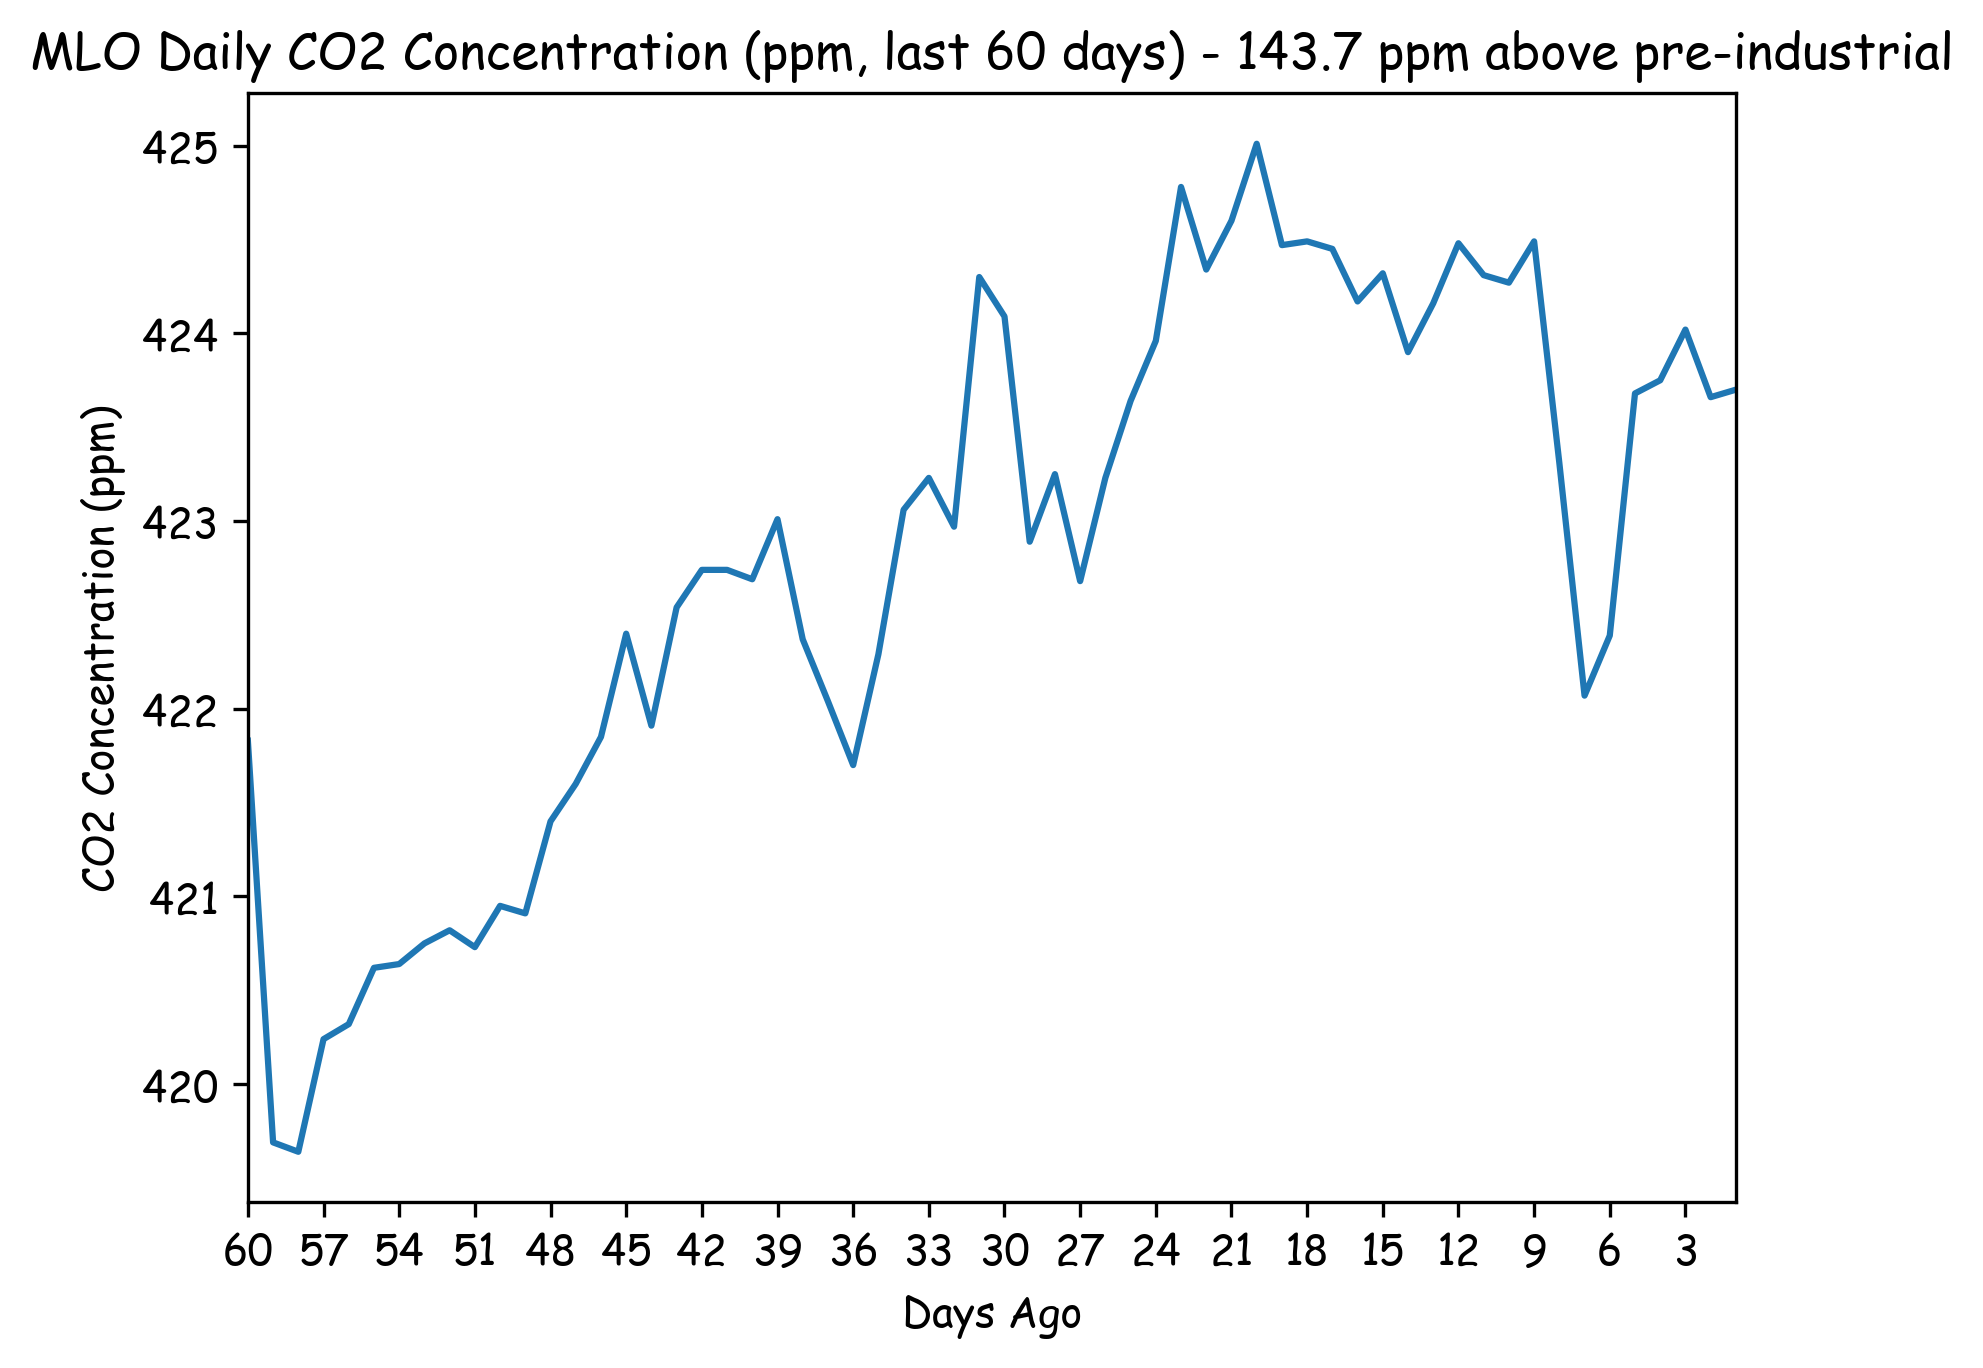 MLO Daily CO2 Concentration (ppm, last 60 days) - 143.7 ppm above pre-industrial
425
424
423
422
421
420
CO2 Concentration (ppm)
60 57 54 51 48 45 42 39 36 33 30 27 24 21 18 15 12 9 6 3
Days Ago